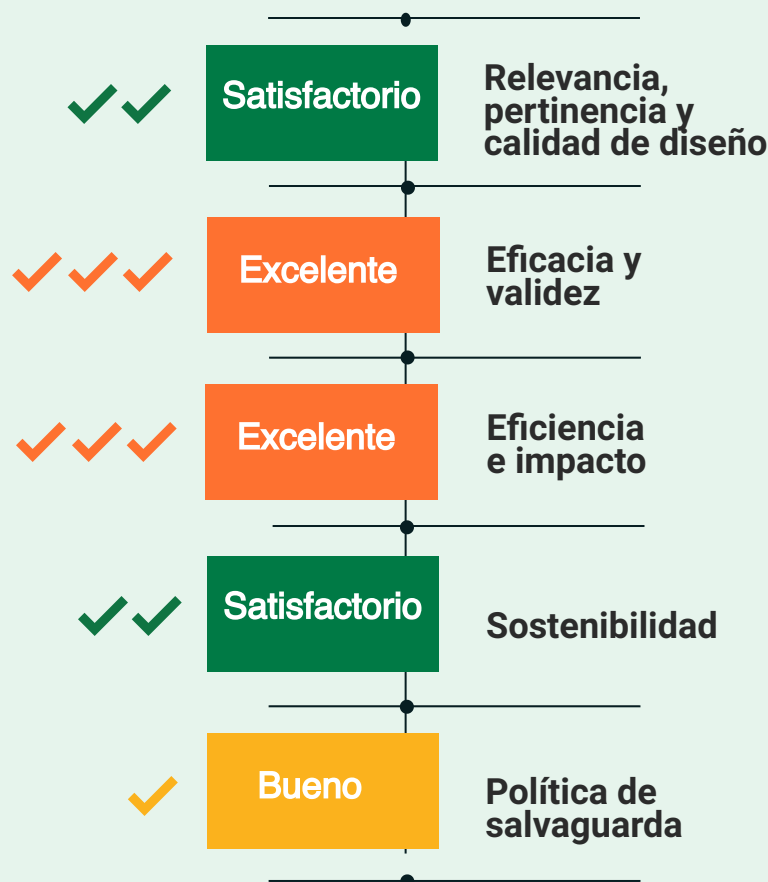 Satisfactorio
Relevancia,
pertinencia y
calidad de diseño
Excelente
Eficacia y
validez
Excelente
Eficiencia
e impacto
Satisfactorio
Sostenibilidad
Bueno
Política de
salvaguarda